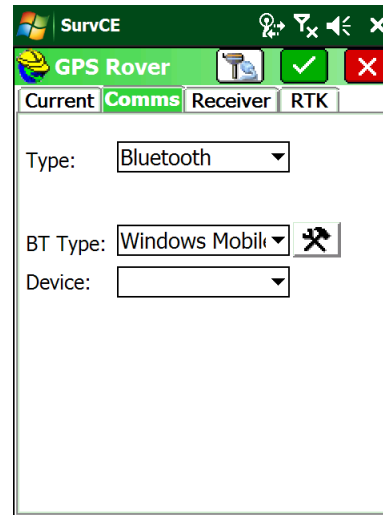 SurvCE
GPS Rover
Current Comms Receiver RTK
Type: Bluetooth
BT Type: Windows Mobil
Device: